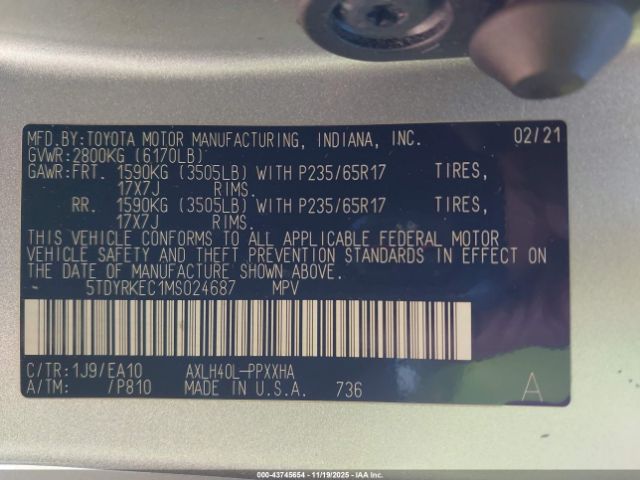 MFD.BY:TOYOTA MOTOR MANUFACTURING, INDIANA, INC. 02/21
GVWR:2800KG (6170LB)
GAWR:FRT. 1590KG (3505LB) WITH P235/65R17 TIRES,
17X7J RIMS.
RR. 1590KG (3505LB) WITH P235/65R17 TIRES,
17X7J RIMS.
THIS VEHICLE CONFORMS TO ALL APPLICABLE FEDERAL MOTOR
VEHICLE SAFETY AND THEFT PREVENTION STANDARDS IN EFFECT ON
THE DATE OF MANUFACTURE SHOWN ABOVE.
5TDYRKEC1MS024687 MPV
C/TR:1J9/EA10 AXLH40L-PPXXHA
A/TM: /P810 MADE IN U.S.A. 736 A
000-43745654 - 11/19/2025 - COPYRIGHT IAA, INC.